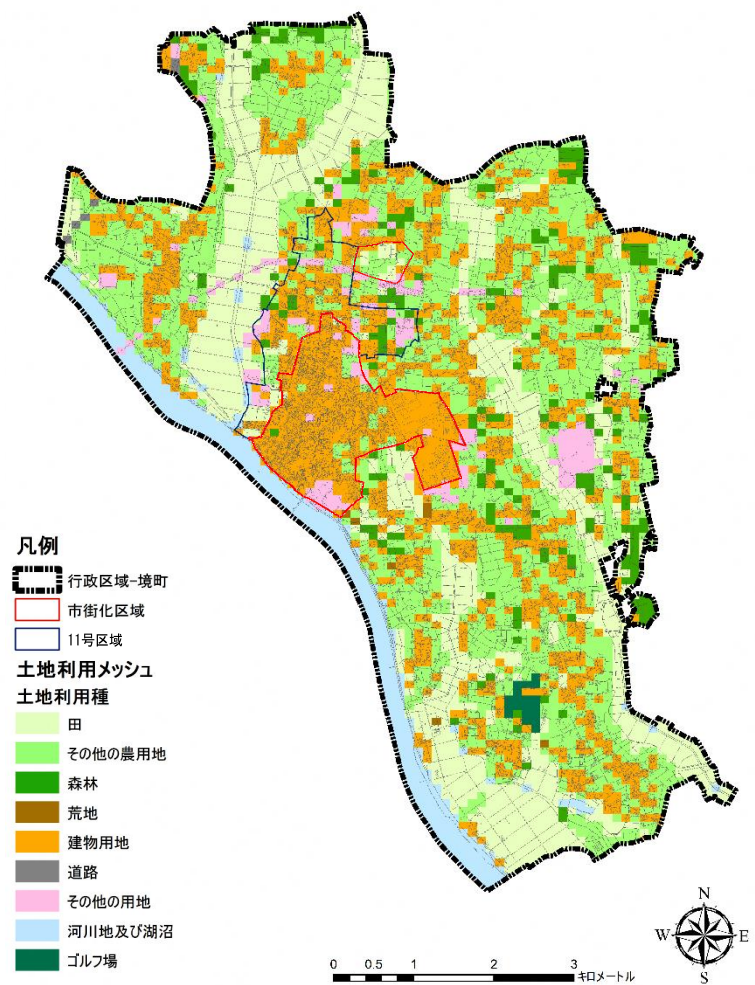 凡例
行政区域-境町
市街化区域
11号区域
土地利用メッシュ
土地利用種
田
その他の農用地
森林
荒地
建物用地
道路
その他の用地
河川地及び湖沼
ゴルフ場
N
W E
S
0 0.5 1 2 3
キロメートル